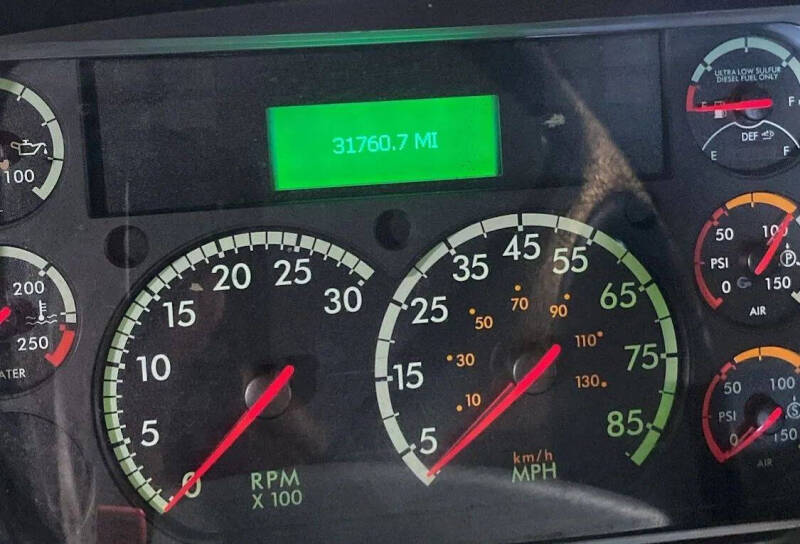 31760.7 MI
100
200
250
ATER
0
5
10
15
20
25
30
RPM
X 100
5
15
25
35
45
55
65
75
85
10
30
50
70
90
110
130
km/h
MPH
ULTRA LOW SULFUR
DIESEL FUEL ONLY
E
F
DEF
E
F
50
100
PSI
P
0
150
AIR
50
100
PSI
S
0
150
AIR